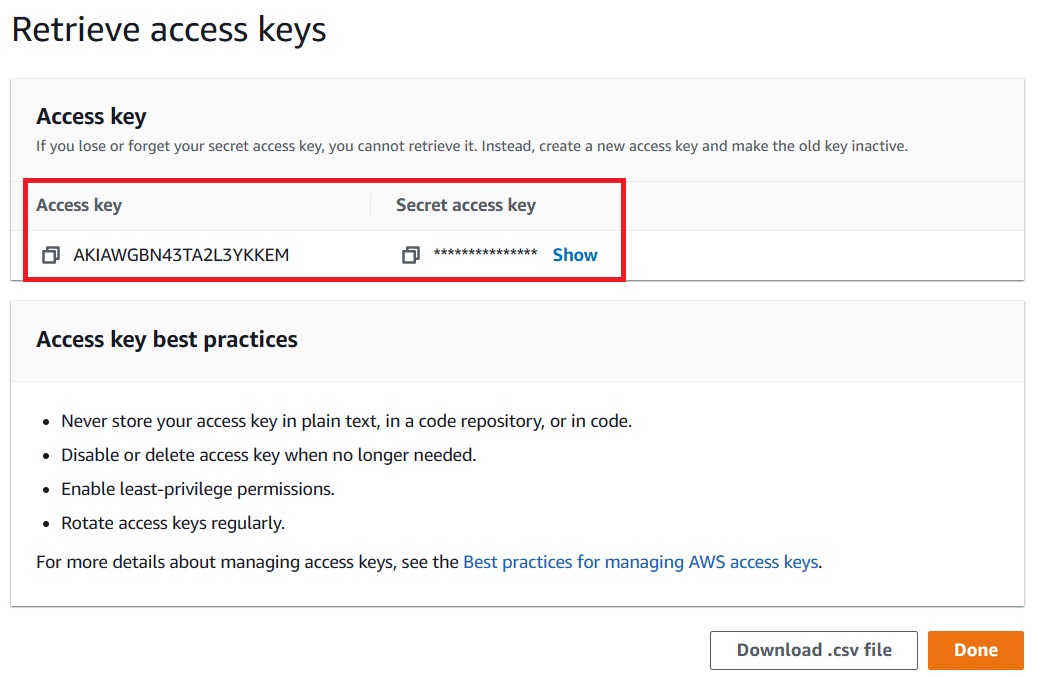 Retrieve access keys
Access key
If you lose or forget your secret access key, you cannot retrieve it. Instead, create a new access key and make the old key inactive.
Access key Secret access key
AKIAWGBN43TA2L3YKKEM *************** Show
Access key best practices
• Never store your access key in plain text, in a code repository, or in code.
• Disable or delete access key when no longer needed.
• Enable least-privilege permissions.
• Rotate access keys regularly.
For more details about managing access keys, see the Best practices for managing AWS access keys.
Download .csv file Done